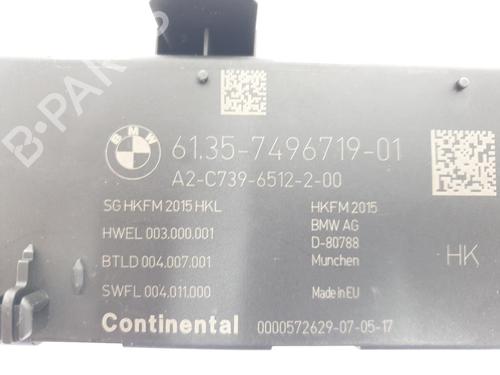 BMW
61.35-7496719-01
A2-C739-6512-2-00
SG HKFM 2015 HKL
HWEL 003.000.001
BTLD 004.007.001
SWFL 004.011.000
HKFM 2015
BMW AG
D-80788
Munchen
Made in EU
HK
Continental
0000572629-07-05-17
B-PARTS